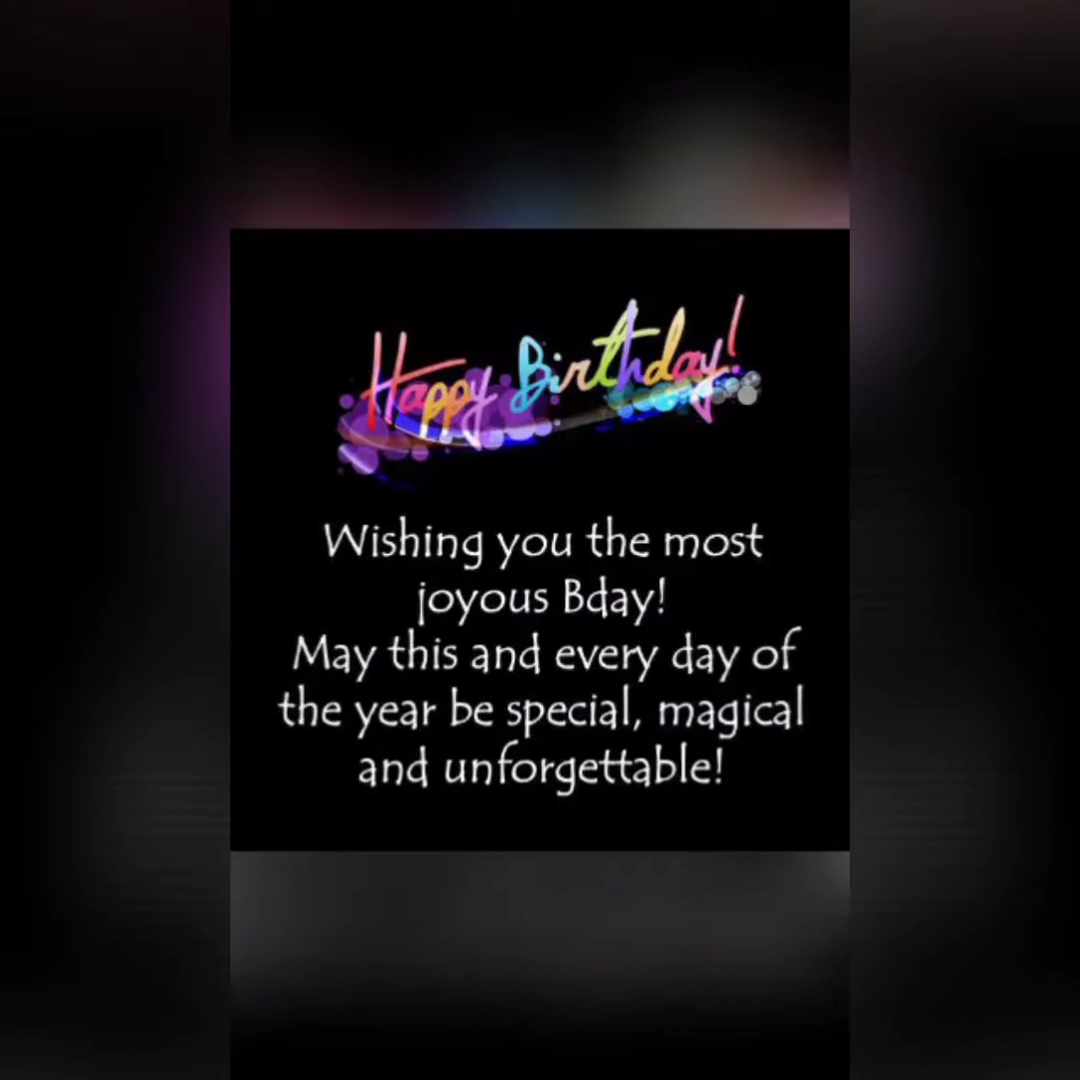 Happy Birthday!
Wishing you the most
joyous Bday!
May this and every day of
the year be special, magical
and unforgettable!